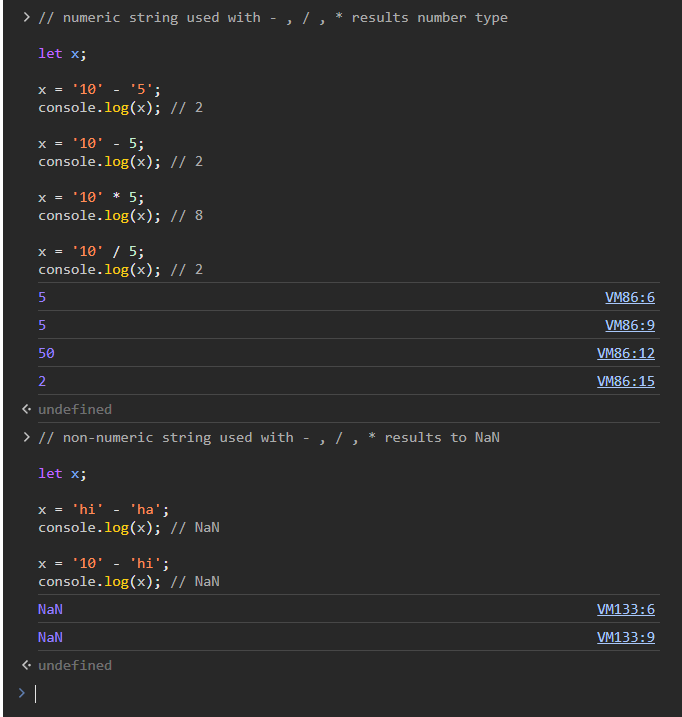 > // numeric string used with - , / , * results number type
let x;
x = '10' - '5';
console.log(x); // 2
x = '10' - 5;
console.log(x); // 2
x = '10' * 5;
console.log(x); // 8
x = '10' / 5;
console.log(x); // 2
5 VM86:6
5 VM86:9
50 VM86:12
2 VM86:15
undefined
> // non-numeric string used with - , / , * results to NaN
let x;
x = 'hi' - 'ha';
console.log(x); // NaN
x = '10' - 'hi';
console.log(x); // NaN
NaN VM133:6
NaN VM133:9
undefined
>